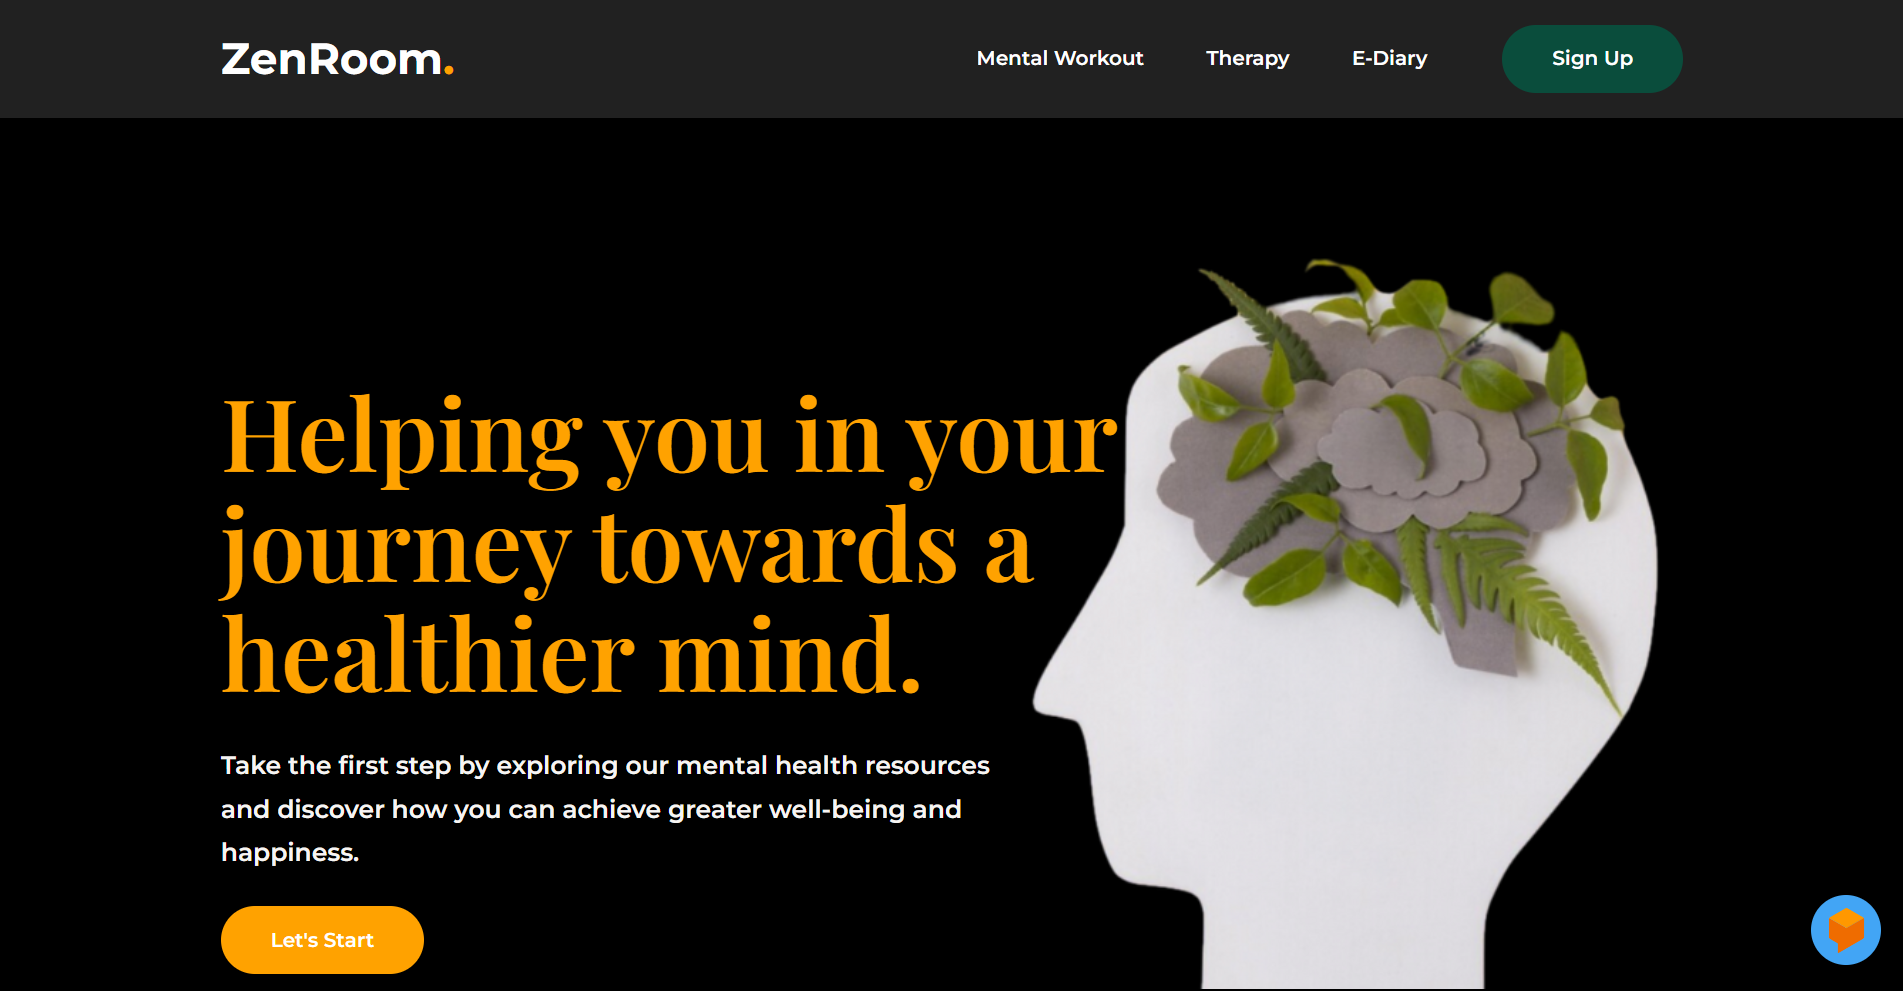 ZenRoom.
Mental Workout
Therapy
E-Diary
Sign Up
Helping you in your
journey towards a
healthier mind.
Take the first step by exploring our mental health resources
and discover how you can achieve greater well-being and
happiness.
Let's Start